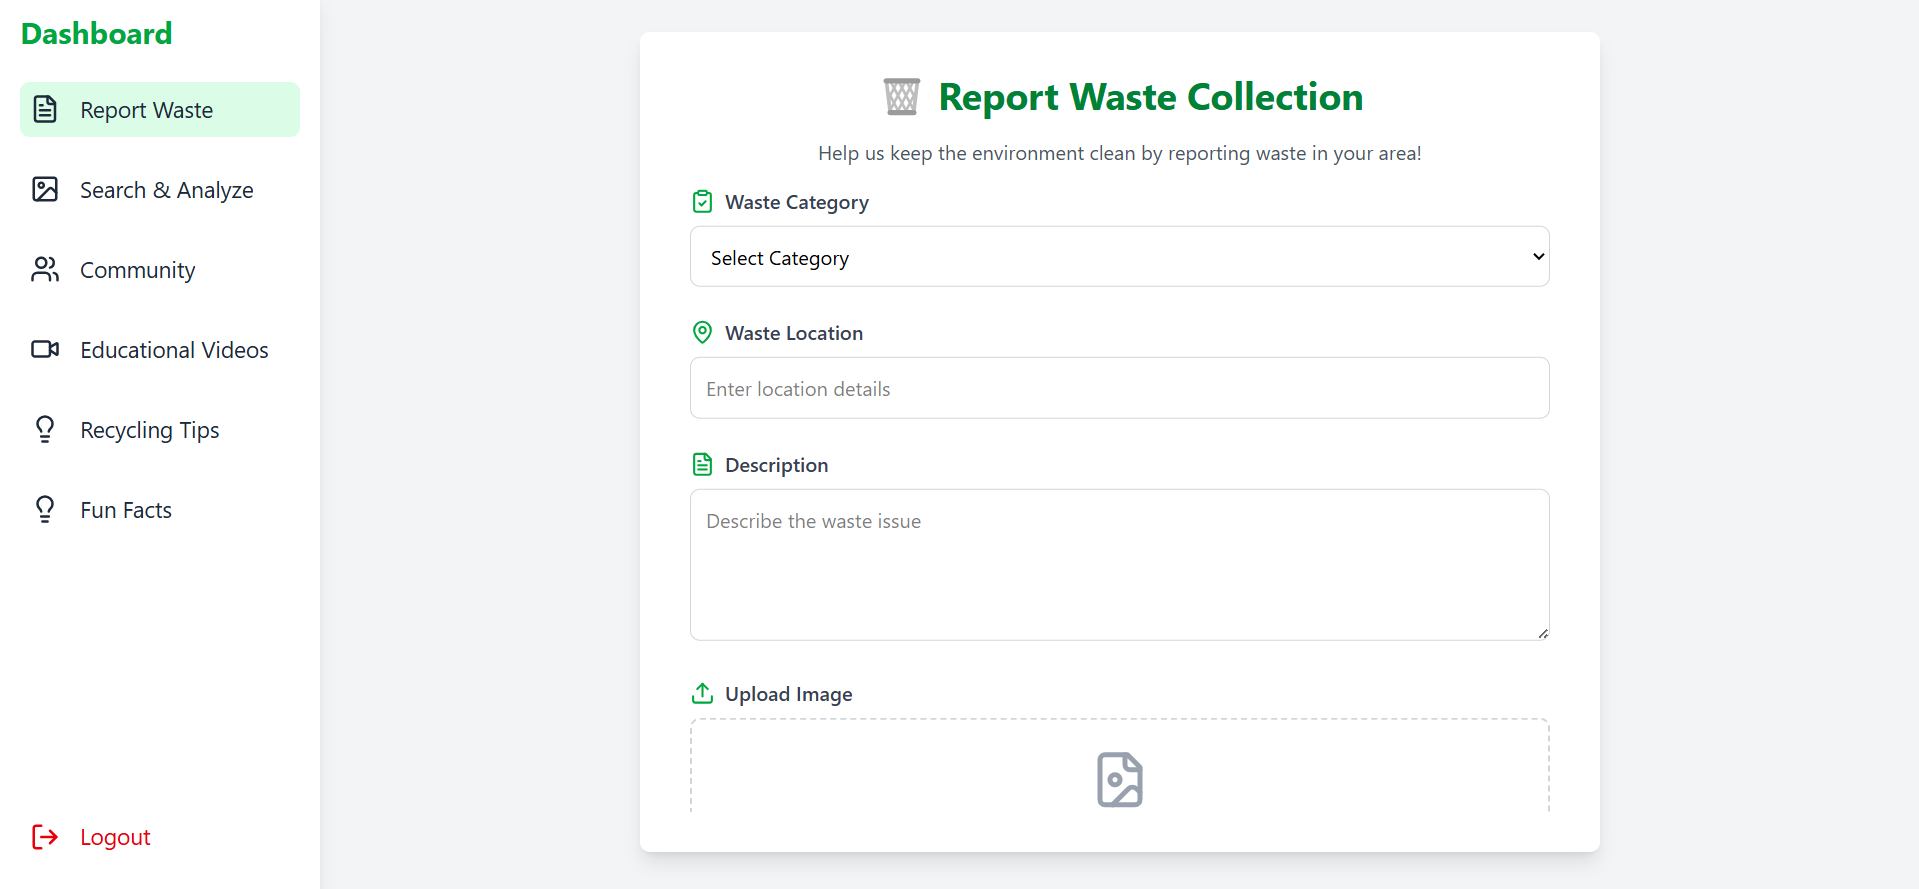 Dashboard
Report Waste
Search & Analyze
Community
Educational Videos
Recycling Tips
Fun Facts
Logout
Report Waste Collection
Help us keep the environment clean by reporting waste in your area!
Waste Category
Select Category
Waste Location
Enter location details
Description
Describe the waste issue
Upload Image